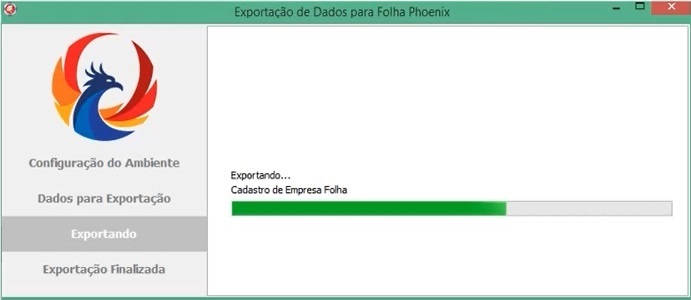 Exportação de Dados para Folha Phoenix
Configuração do Ambiente
Dados para Exportação
Exportando
Exportação Finalizada
Exportando...
Cadastro de Empresa Folha